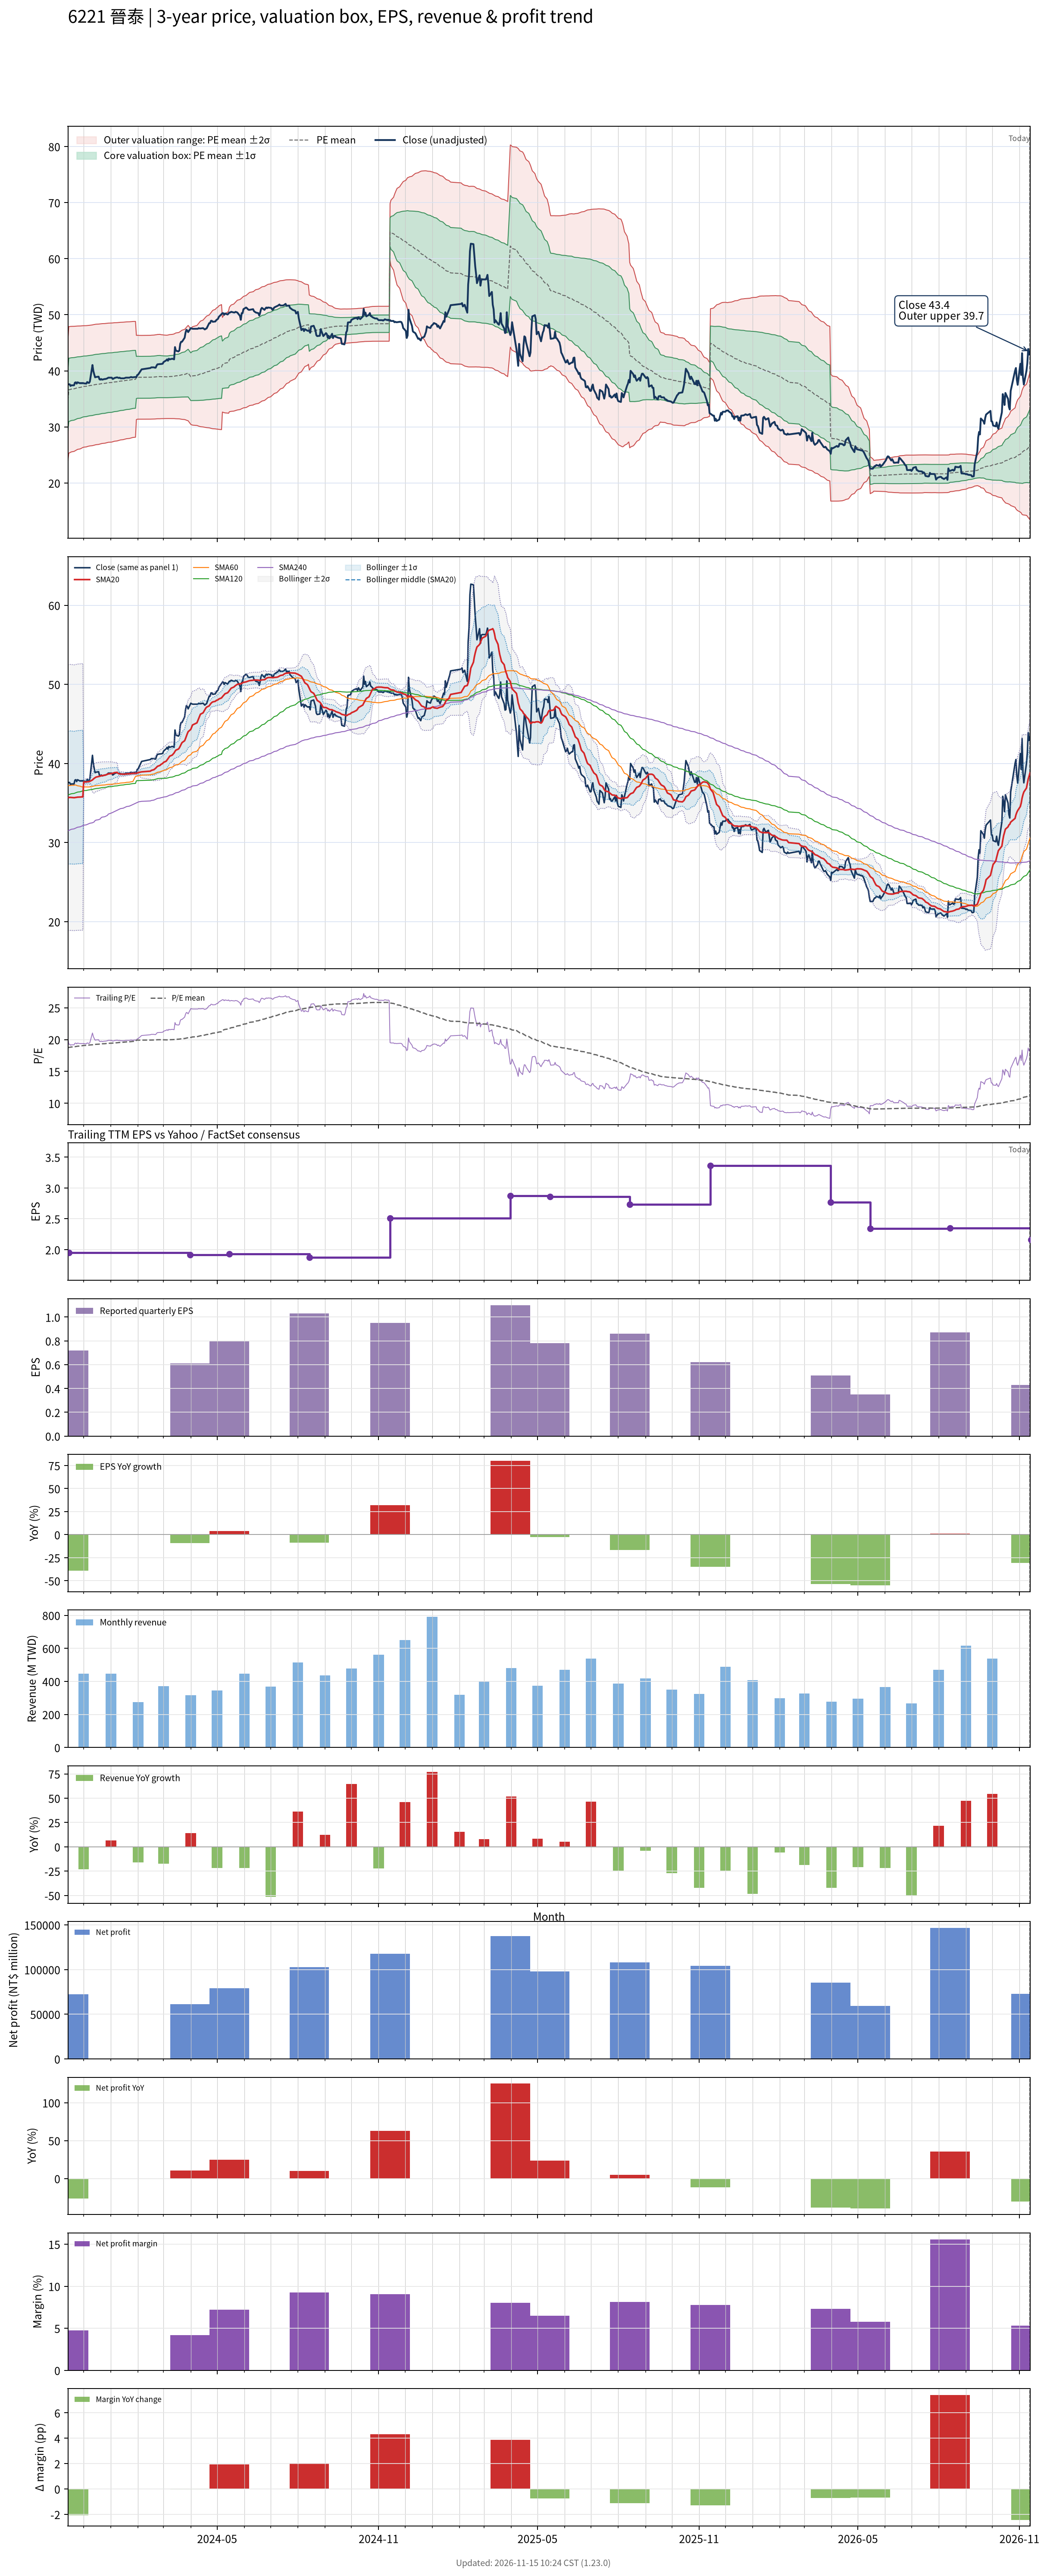 6221 晉泰 | 3-year price, valuation box, EPS, revenue & profit trend
Outer valuation range: PE mean ±2σ
PE mean
Close (unadjusted)
Core valuation box: PE mean ±1σ
Today
80
70
60
50
40
30
20
Price (TWD)
Close 43.4
Outer upper 39.7
Close (same as panel 1)
SMA20
SMA60
SMA120
SMA240
Bollinger ±2σ
Bollinger ±1σ
Bollinger middle (SMA20)
60
50
40
30
20
Price
Trailing P/E
P/E mean
25
20
15
10
P/E
Trailing TTM EPS vs Yahoo / FactSet consensus
Today
3.5
3.0
2.5
2.0
EPS
Reported quarterly EPS
1.0
0.8
0.6
0.4
0.2
0.0
EPS
EPS YoY growth
75
50
25
0
-25
-50
YoY (%)
Monthly revenue
800
600
400
200
0
Revenue (M TWD)
Revenue YoY growth
75
50
25
0
-25
-50
YoY (%)
Month
Net profit
150000
100000
50000
0
Net profit (NT$ million)
Net profit YoY
100
50
0
YoY (%)
Net profit margin
15
10
5
0
Margin (%)
Margin YoY change
6
4
2
0
-2
Δ margin (pp)
2024-05
2024-11
2025-05
2025-11
2026-05
2026-11
Updated: 2026-11-15 10:24 CST (1.23.0)